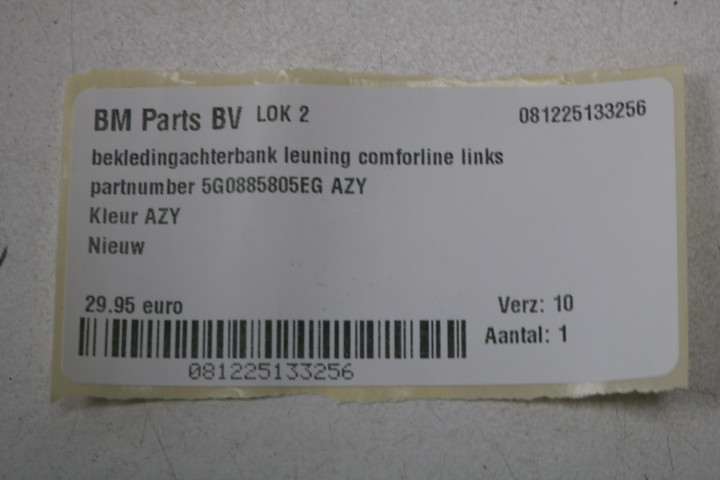 BM Parts BV LOK 2 081225133256
bekledingachterbank leuning comforline links
partnumber 5G0885805EG AZY
Kleur AZY
Nieuw
29.95 euro Verz: 10
Aantal: 1
081225133256